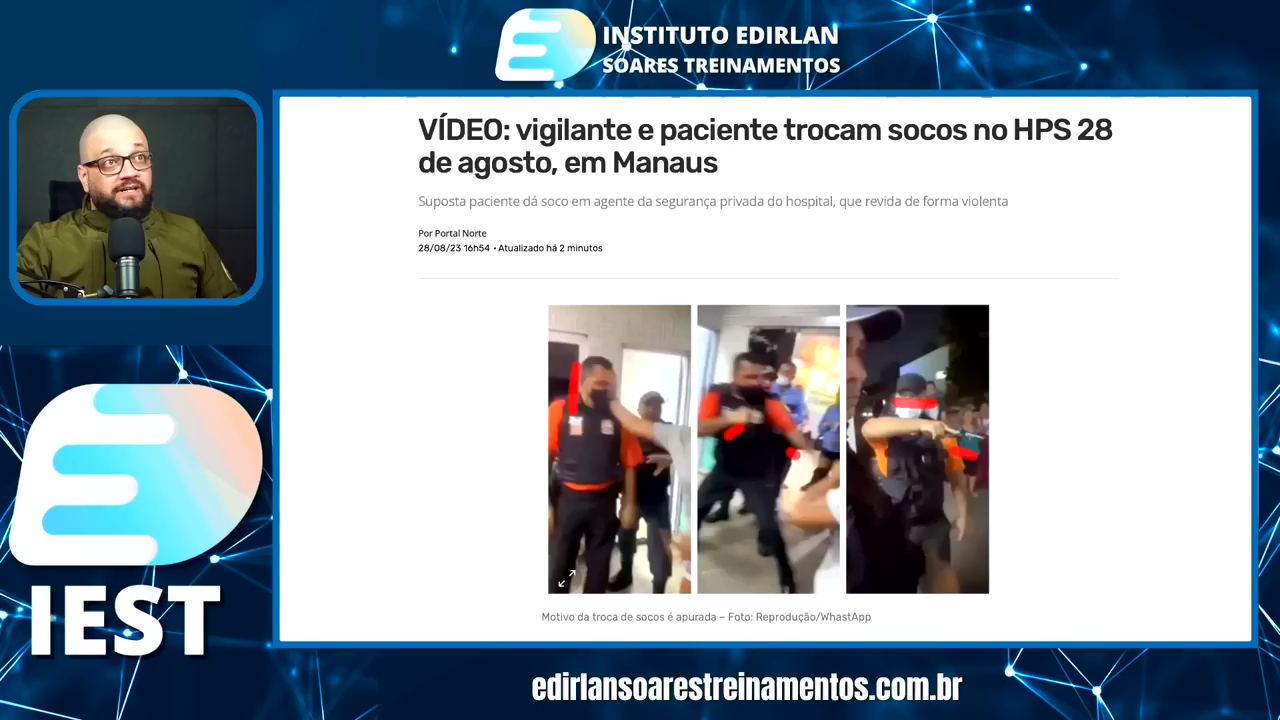 INSTITUTO EDIRLAN
SOARES TREINAMENTOS
VÍDEO: vigilante e paciente trocam socos no HPS 28
de agosto, em Manaus
Suposta paciente dá soco em agente da segurança privada do hospital, que revida de forma violenta
Por Portal Norte
28/08/23 16h54 • Atualizado há 2 minutos
Motivo da troca de socos é apurada – Foto: Reprodução/WhastApp
IEST
edirlansoarestreinamentos.com.br